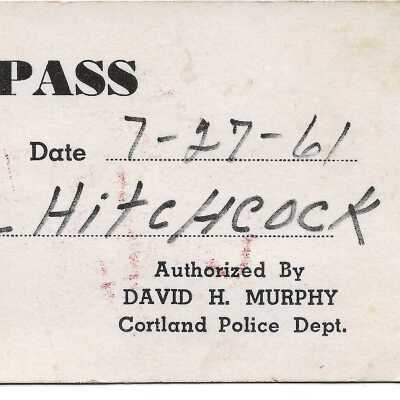 PASS
Date 7-27-61
HitcHcock
Authorized By
DAVID H. MURPHY
Cortland Police Dept.